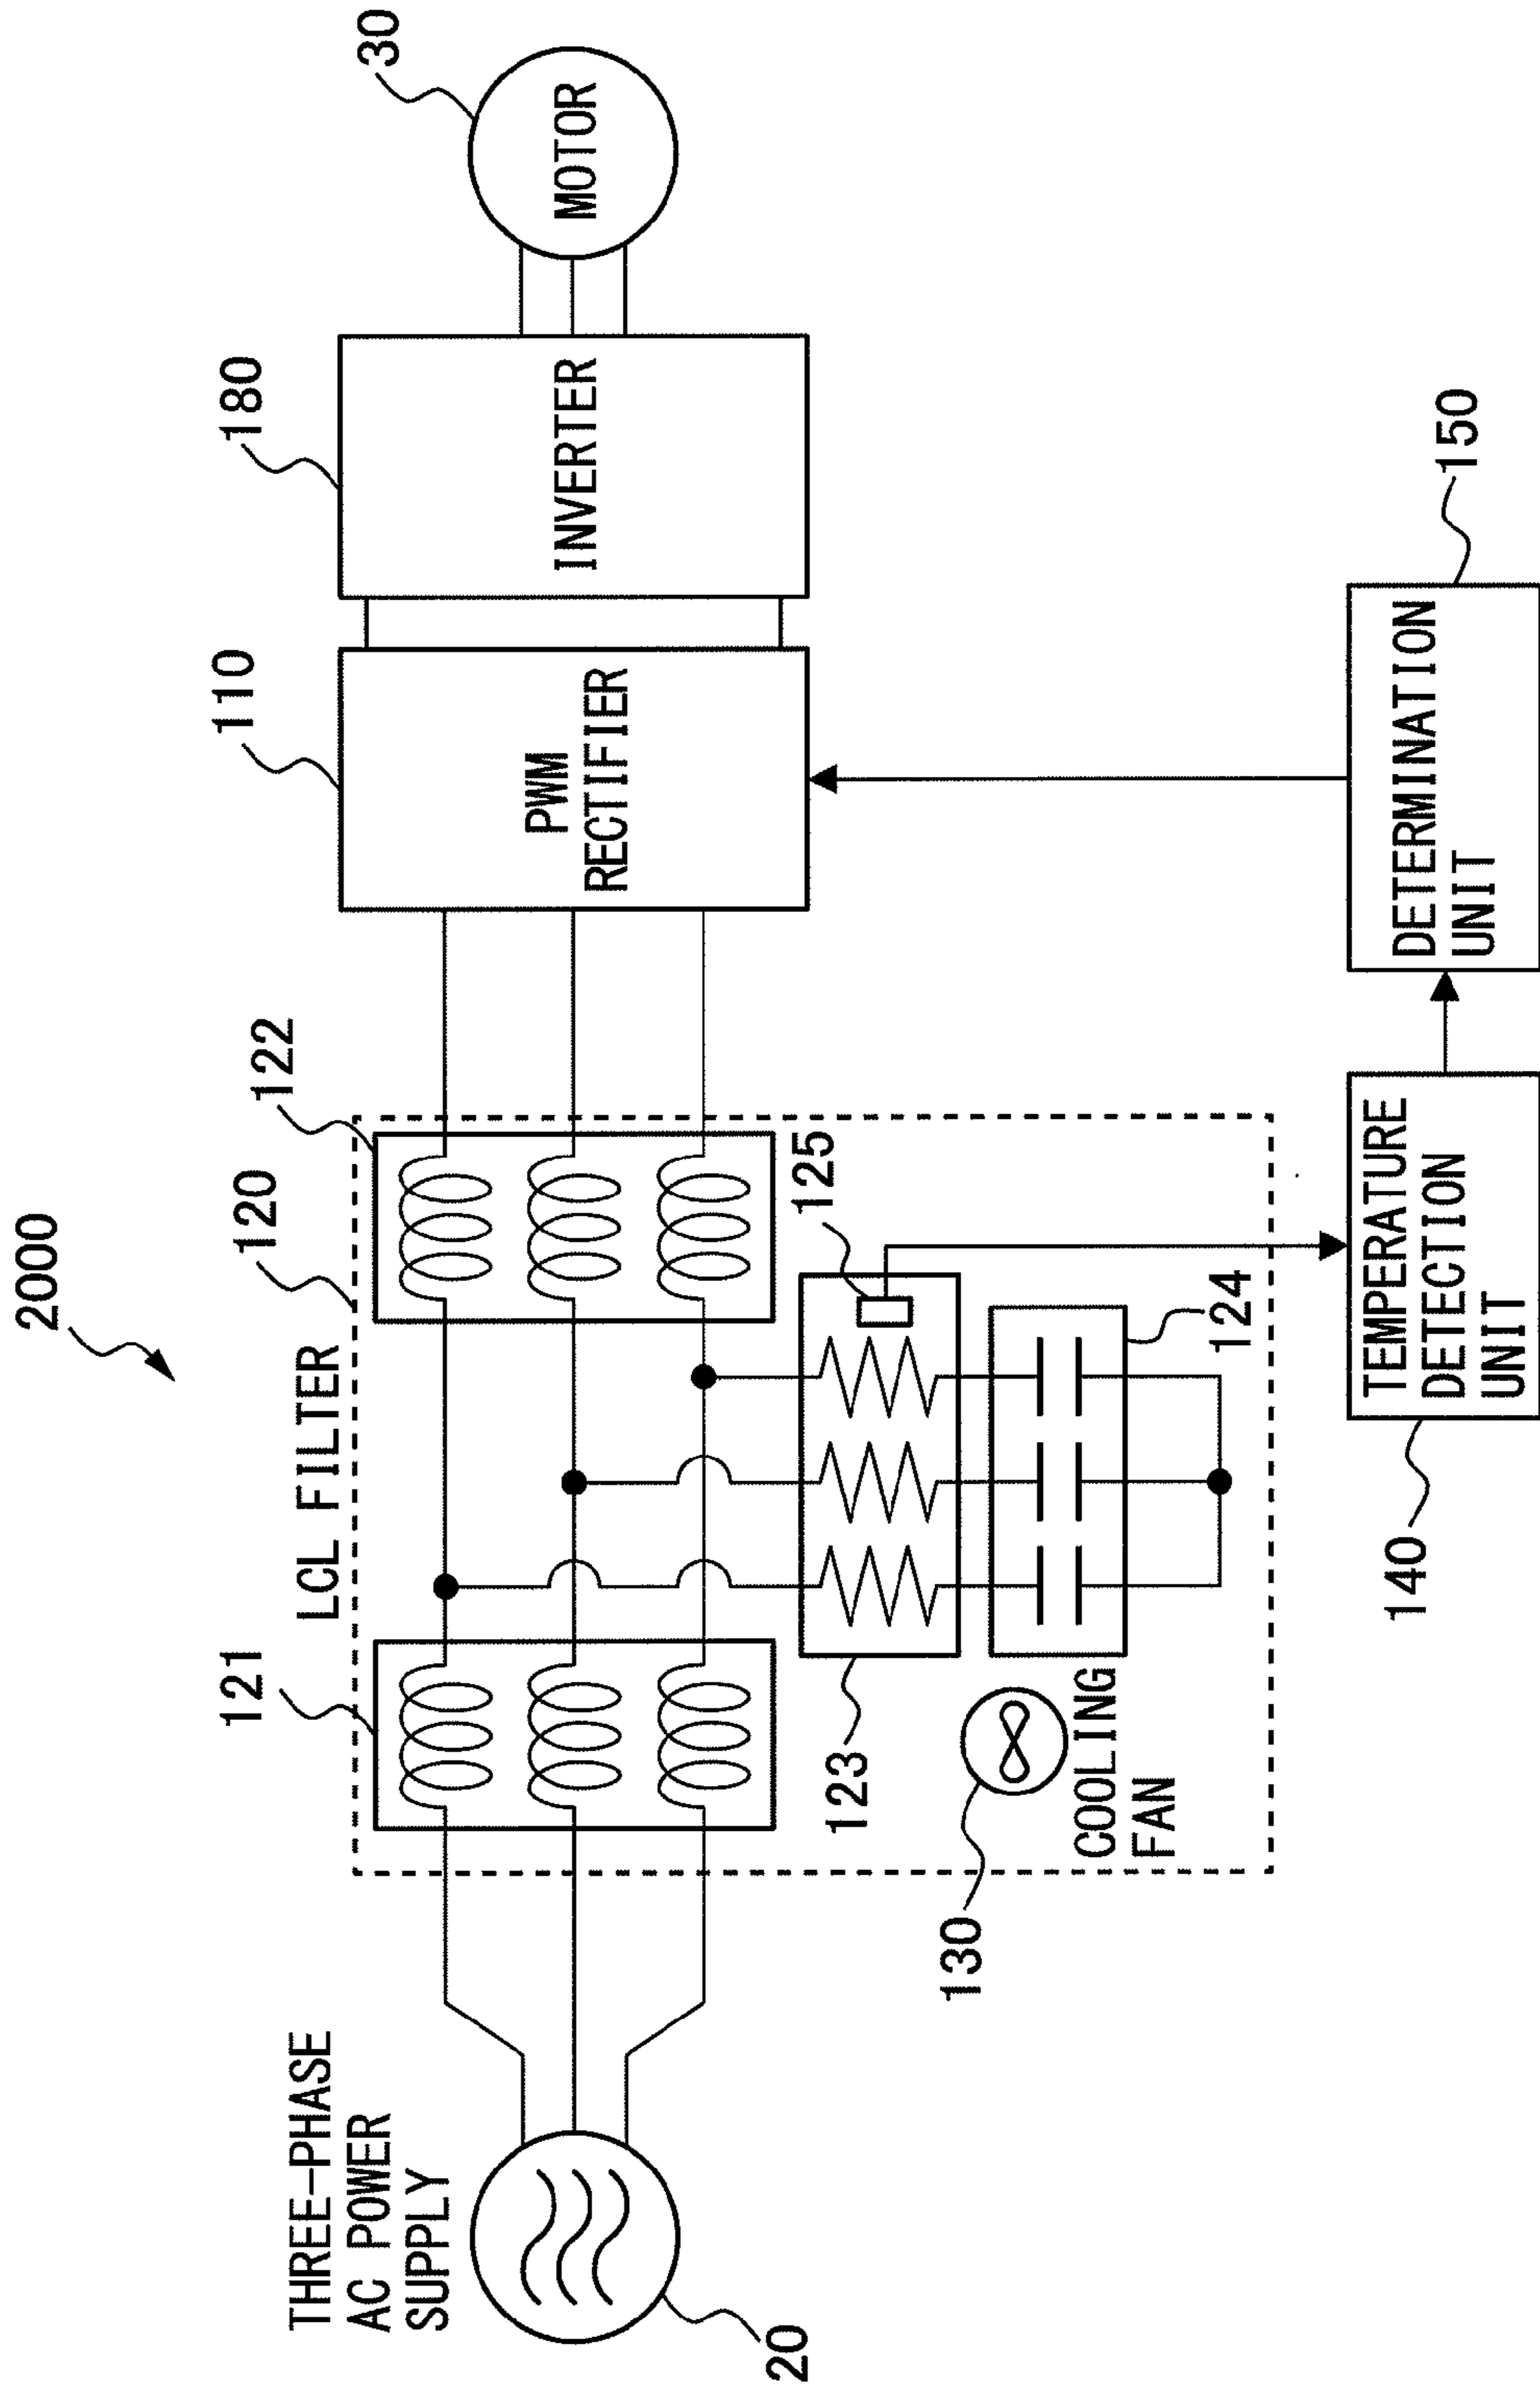 2000
THREE-PHASE
AC POWER
SUPPLY
20
LCL FILTER
120
121
122
123
124
125
130
COOLING
FAN
110
PWM
RECTIFIER
180
INVERTER
30
MOTOR
140
TEMPERATURE
DETECTION
UNIT
150
DETERMINATION
UNIT